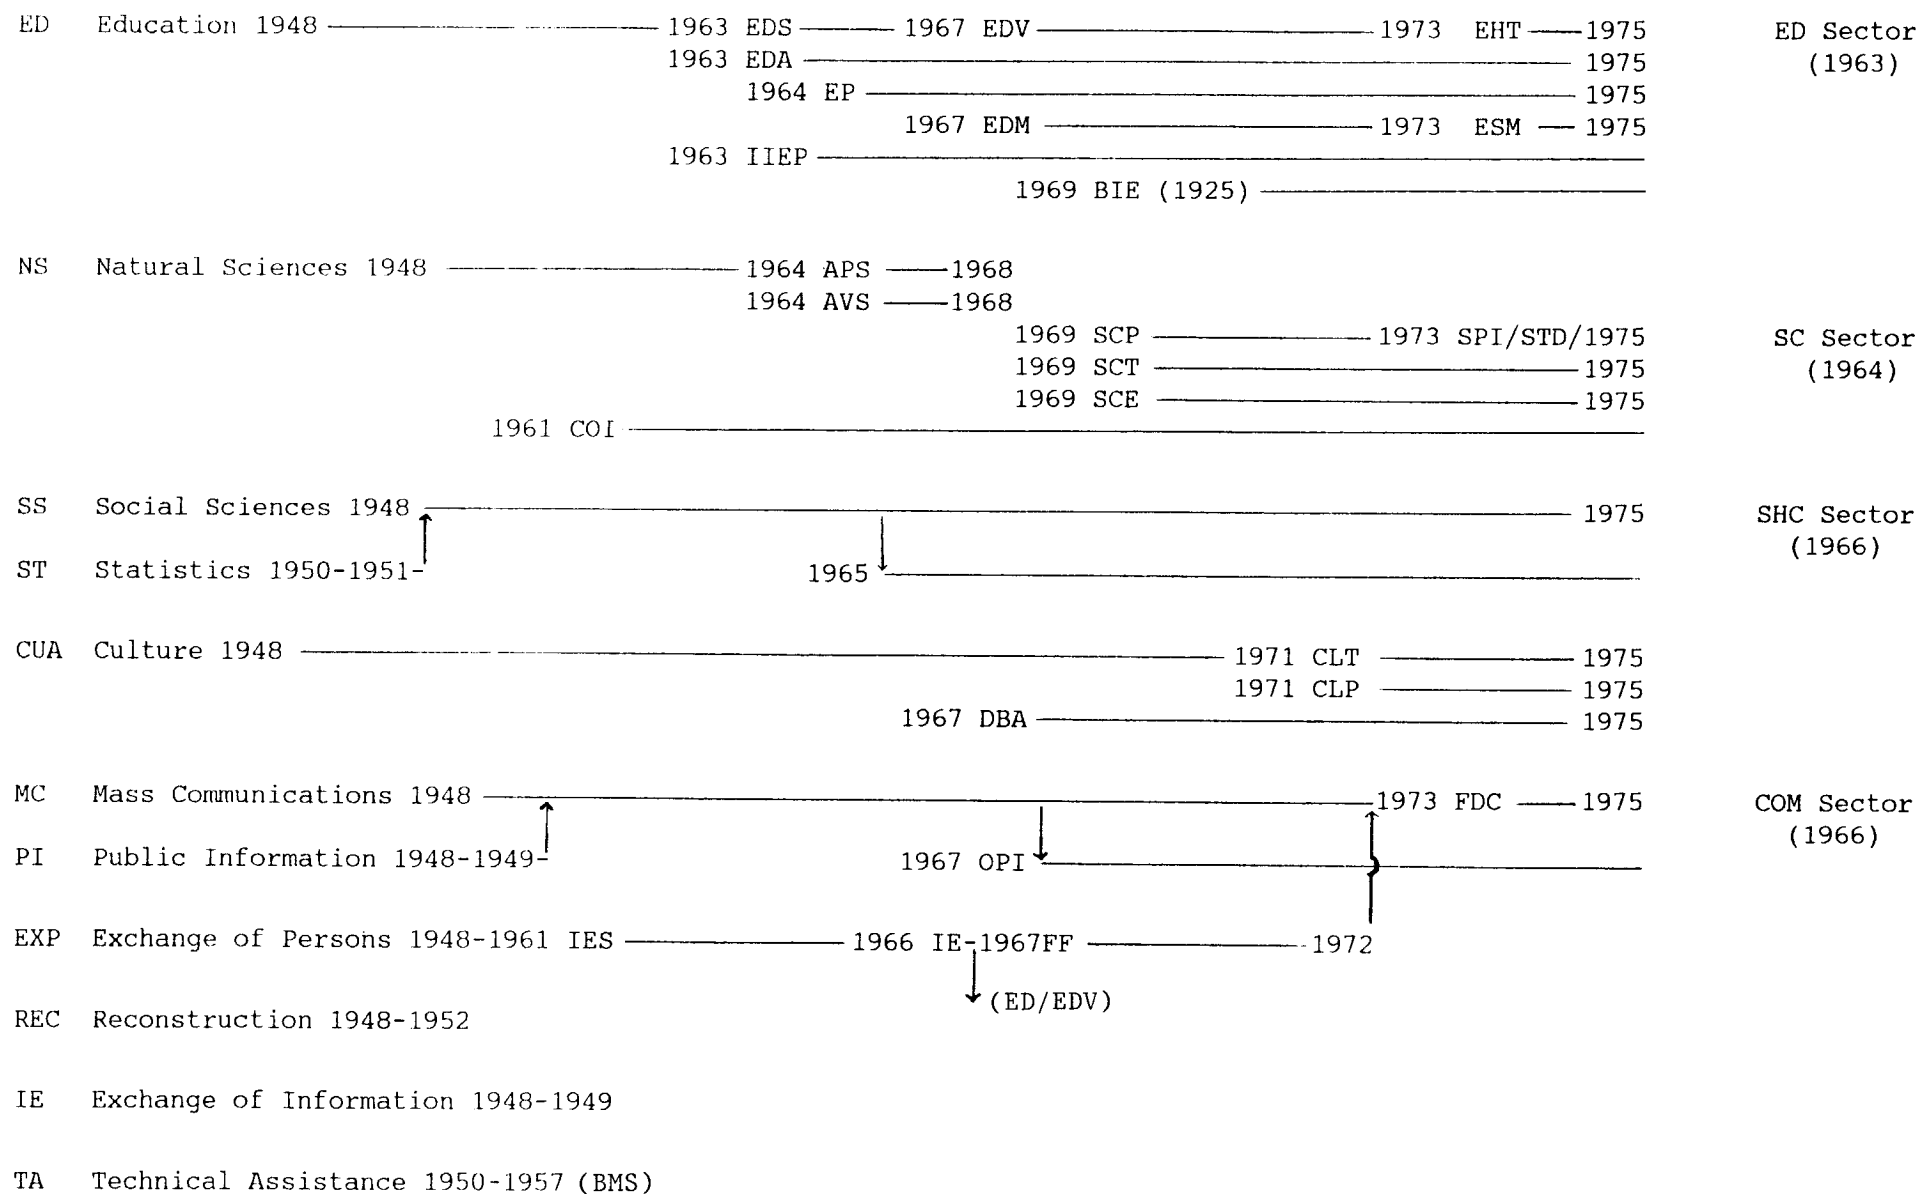 ED Education 1948 1963 EDS 1967 EDV 1973 EHT 1975 ED Sector
1963 EDA 1975 (1963)
1964 EP 1975
1967 EDM 1973 ESM 1975
1963 IIEP
1969 BIE (1925)
NS Natural Sciences 1948 1964 APS 1968
1964 AVS 1968
1969 SCP 1973 SPI/STD/1975 SC Sector
1969 SCT 1975 (1964)
1969 SCE 1975
1961 COI
SS Social Sciences 1948 1975 SHC Sector
(1966)
ST Statistics 1950-1951- 1965
CUA Culture 1948 1971 CLT 1975
1971 CLP 1975
1967 DBA 1975
MC Mass Communications 1948 1973 FDC 1975 COM Sector
(1966)
PI Public Information 1948-1949- 1967 OPI
EXP Exchange of Persons 1948-1961 IES 1966 IE-1967FF 1972
(ED/EDV)
REC Reconstruction 1948-1952
IE Exchange of Information 1948-1949
TA Technical Assistance 1950-1957 (BMS)